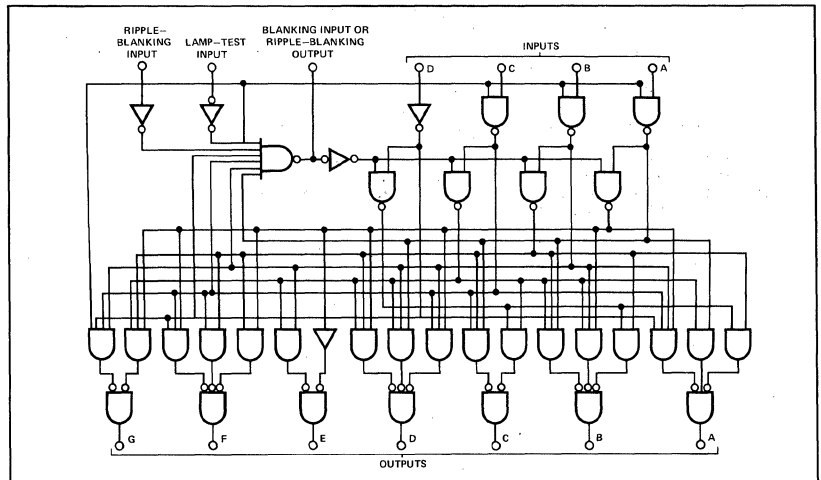 RIPPLE–
BLANKING
INPUT
LAMP–TEST
INPUT
BLANKING INPUT OR
RIPPLE–BLANKING
OUTPUT
INPUTS
D
C
B
A
G
F
E
D
C
B
A
OUTPUTS